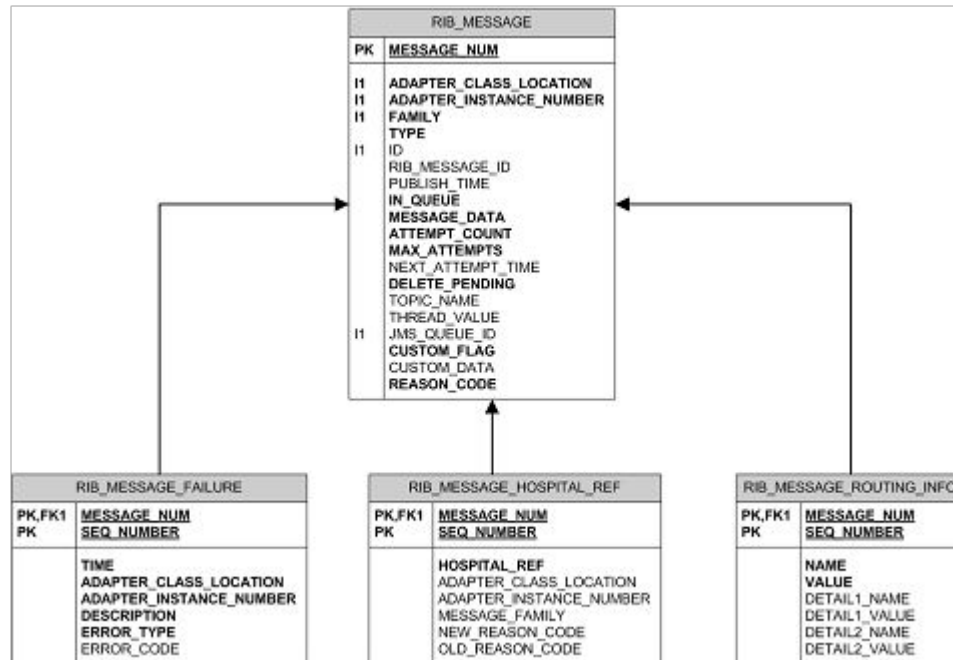 RIB_MESSAGE
PK MESSAGE_NUM
I1 ADAPTER_CLASS_LOCATION
I1 ADAPTER_INSTANCE_NUMBER
I1 FAMILY
TYPE
I1 ID
RIB_MESSAGE_ID
PUBLISH_TIME
IN_QUEUE
MESSAGE_DATA
ATTEMPT_COUNT
MAX_ATTEMPTS
NEXT_ATTEMPT_TIME
DELETE_PENDING
TOPIC_NAME
THREAD_VALUE
I1 JMS_QUEUE_ID
CUSTOM_FLAG
CUSTOM_DATA
REASON_CODE
RIB_MESSAGE_FAILURE
PK,FK1 MESSAGE_NUM
PK SEQ_NUMBER
TIME
ADAPTER_CLASS_LOCATION
ADAPTER_INSTANCE_NUMBER
DESCRIPTION
ERROR_TYPE
ERROR_CODE
RIB_MESSAGE_HOSPITAL_REF
PK,FK1 MESSAGE_NUM
PK SEQ_NUMBER
HOSPITAL_REF
ADAPTER_CLASS_LOCATION
ADAPTER_INSTANCE_NUMBER
MESSAGE_FAMILY
NEW_REASON_CODE
OLD_REASON_CODE
RIB_MESSAGE_ROUTING_INFO
PK,FK1 MESSAGE_NUM
PK SEQ_NUMBER
NAME
VALUE
DETAIL1_NAME
DETAIL1_VALUE
DETAIL2_NAME
DETAIL2_VALUE